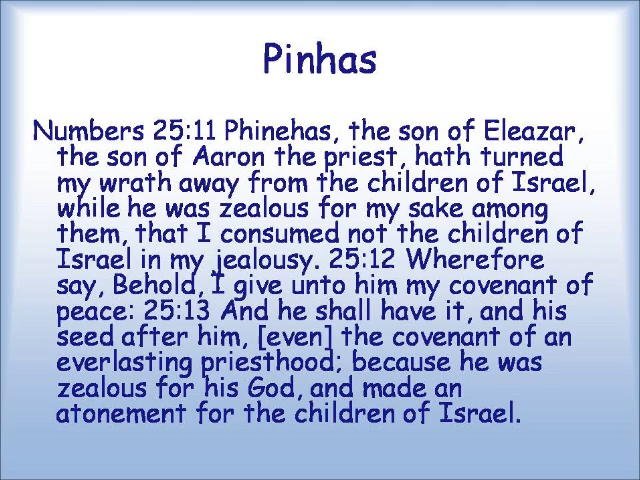 Pinhas
Numbers 25:11 Phinehas, the son of Eleazar,
the son of Aaron the priest, hath turned
my wrath away from the children of Israel,
while he was zealous for my sake among
them, that I consumed not the children of
Israel in my jealousy. 25:12 Wherefore
say, Behold, I give unto him my covenant of
peace: 25:13 And he shall have it, and his
seed after him, [even] the covenant of an
everlasting priesthood; because he was
zealous for his God, and made an
atonement for the children of Israel.